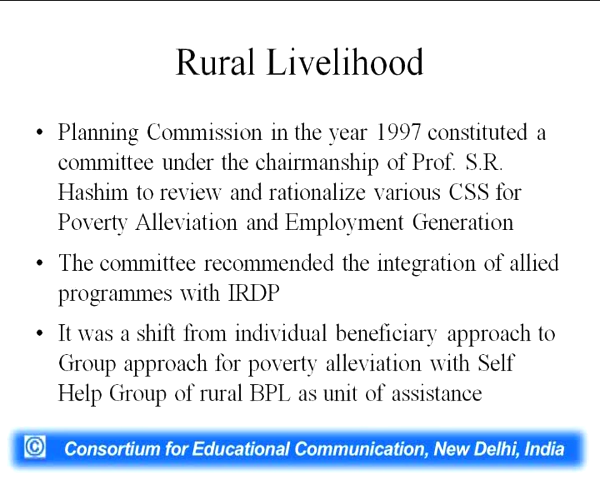 Rural Livelihood
• Planning Commission in the year 1997 constituted a
committee under the chairmanship of Prof. S.R.
Hashim to review and rationalize various CSS for
Poverty Alleviation and Employment Generation
• The committee recommended the integration of allied
programmes with IRDP
• It was a shift from individual beneficiary approach to
Group approach for poverty alleviation with Self
Help Group of rural BPL as unit of assistance
© Consortium for Educational Communication, New Delhi, India